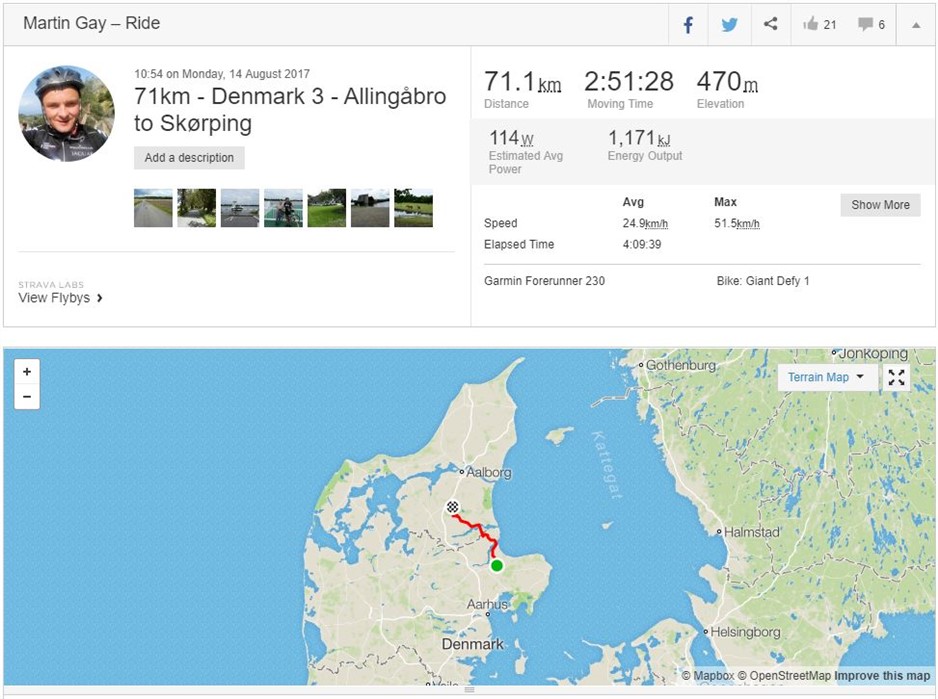 Martin Gay – Ride
21
6
10:54 on Monday, 14 August 2017
71km - Denmark 3 - Allingåbro
to Skørping
Add a description
STRAVA LABS
View Flybys
71.1km 2:51:28 470m
Distance Moving Time Elevation
114W 1,171kJ
Estimated Avg Energy Output
Power
Avg Max
Show More
Speed 24.9km/h 51.5km/h
Elapsed Time 4:09:39
Garmin Forerunner 230 Bike: Giant Defy 1
+
−
Jonkoping
Gothenburg
Terrain Map
Kattegat
Aalborg
Halmstad
Aarhus
Helsingborg
Denmark
© Mapbox © OpenStreetMap Improve this map